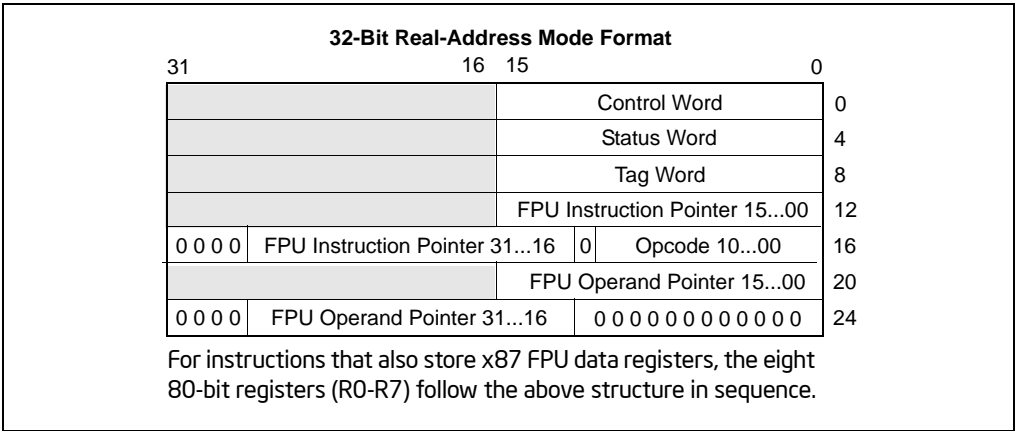 32-Bit Real-Address Mode Format
31 16 15 0
Control Word 0
Status Word 4
Tag Word 8
FPU Instruction Pointer 15...00 12
0 0 0 0 FPU Instruction Pointer 31...16 0 Opcode 10...00 16
FPU Operand Pointer 15...00 20
0 0 0 0 FPU Operand Pointer 31...16 0 0 0 0 0 0 0 0 0 0 0 0 24
For instructions that also store x87 FPU data registers, the eight
80-bit registers (R0-R7) follow the above structure in sequence.